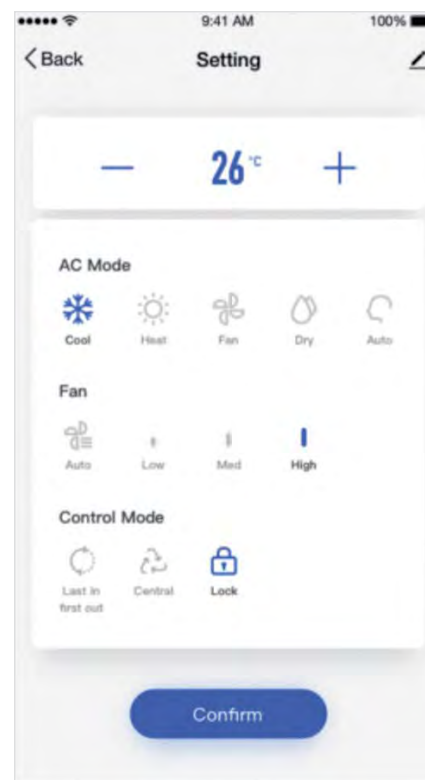 9:41 AM 100%
Back Setting
26 °C
AC Mode
Cool Heat Fan Dry Auto
Fan
Auto Low Med High
Control Mode
Last in Central Lock
first out
Confirm